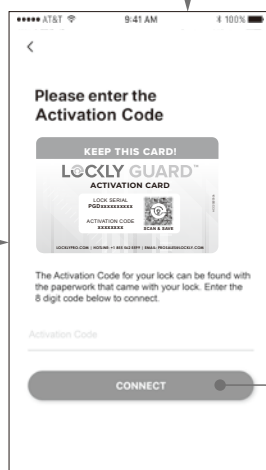 AT&T 9:41 AM 100%
Please enter the
Activation Code
KEEP THIS CARD!
LOCKLY GUARD™
ACTIVATION CARD
LOCK SERIAL
PGDxxxxxxxxxx
ACTIVATION CODE
xxxxxxxx
SCAN & SAVE
The Activation Code for your lock can be found with
the paperwork that came with your lock. Enter the
8 digit code below to connect.
Activation Code
CONNECT